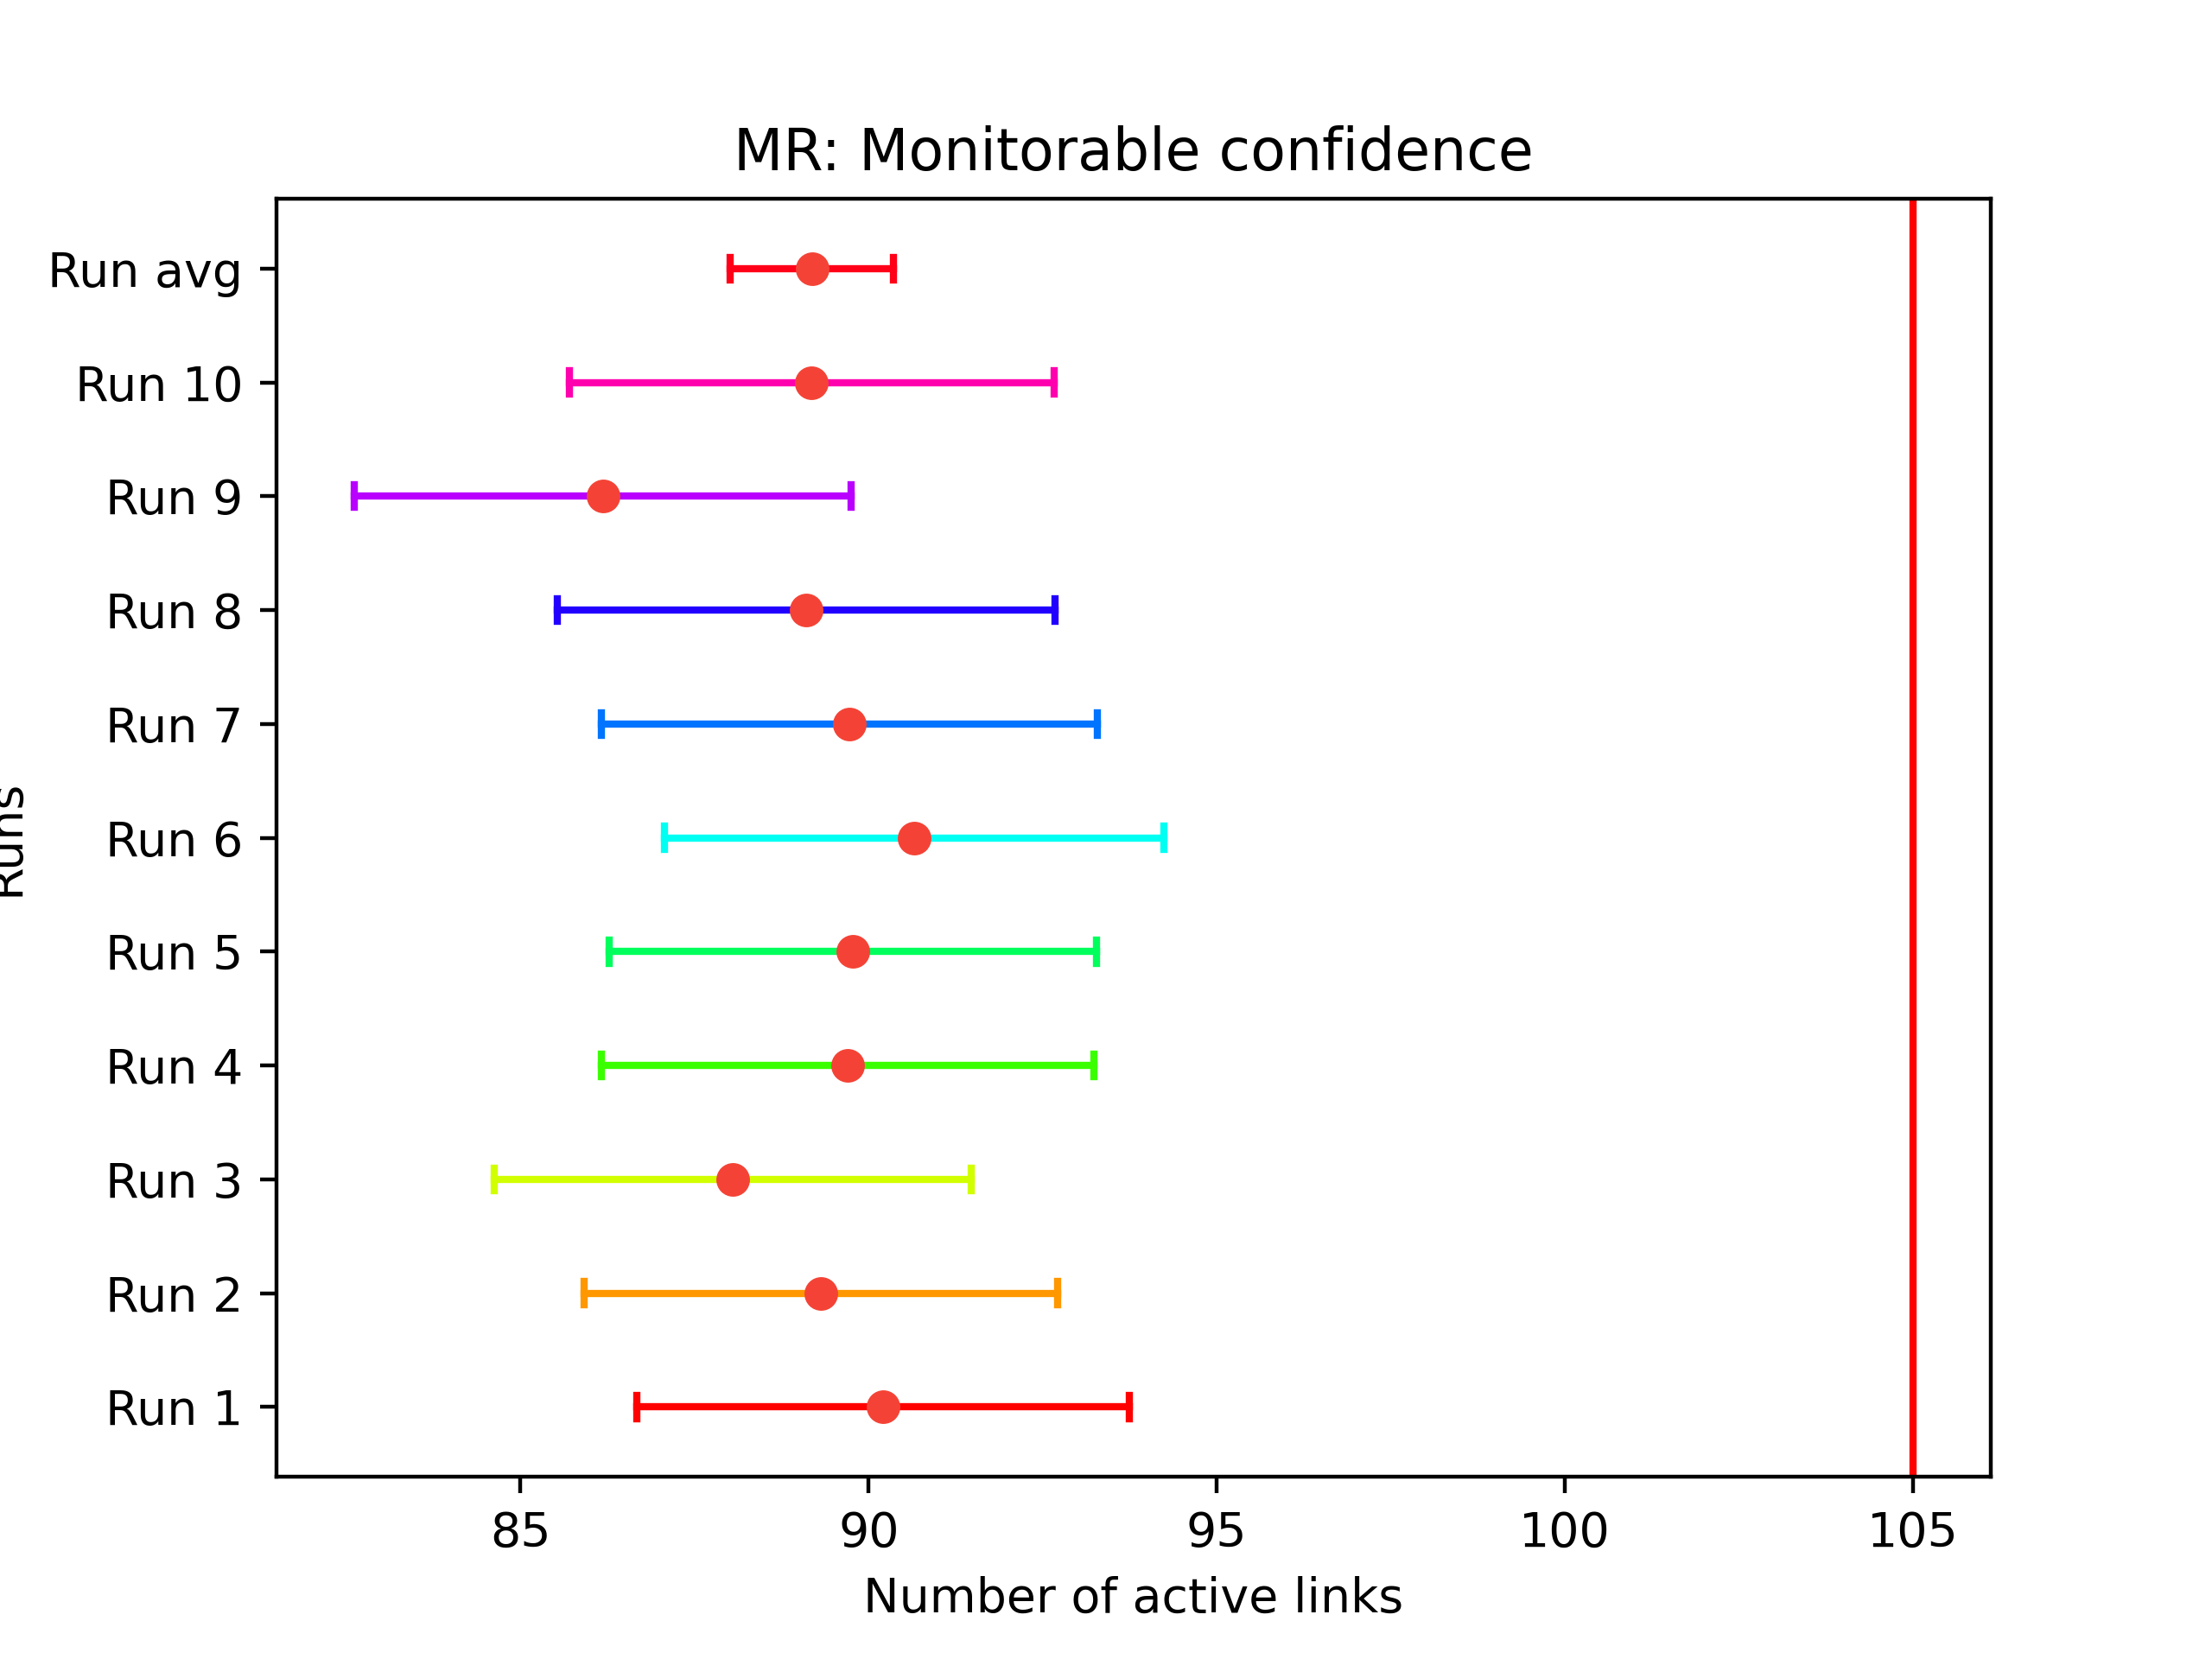 MR: Monitorable confidence
Run avg
Run 10
Run 9
Run 8
Run 7
Run 6
Run 5
Run 4
Run 3
Run 2
Run 1
Runs
85 90 95 100 105
Number of active links